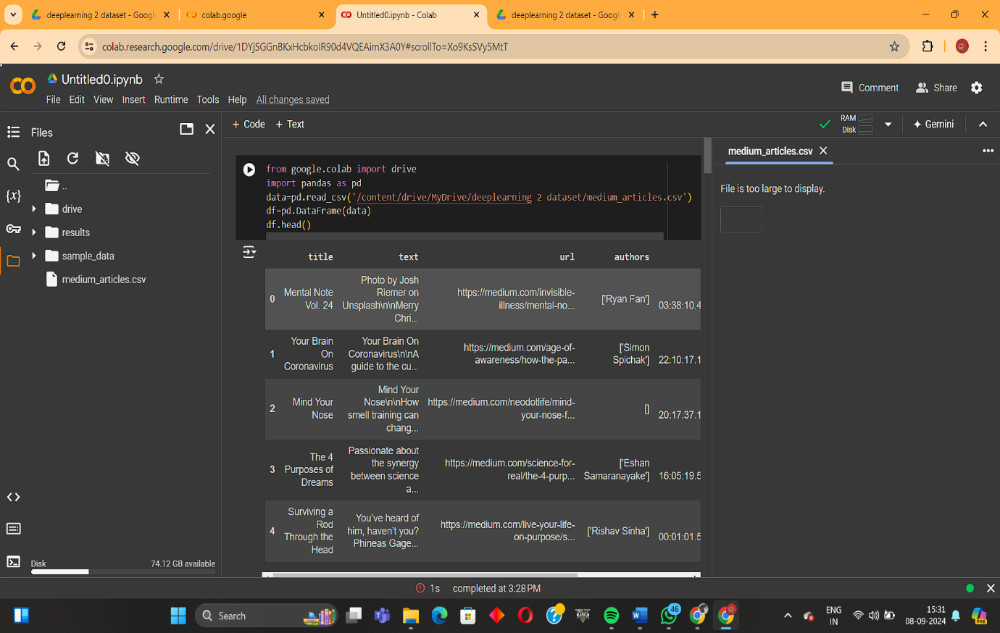 deeplearning 2 dataset - Googl
colab.google
Untitled0.ipynb - Colab
deeplearning 2 dataset - Googl
colab.research.google.com/drive/1DYjSGGnBKxHcbkoIR90d4VQEAimX3A0Y#scrollTo=Xo9KsSVy5MtT
Untitled0.ipynb
File Edit View Insert Runtime Tools Help All changes saved
Comment Share
Files
+ Code + Text
RAM
Disk
Gemini
..
drive
results
sample_data
medium_articles.csv
Disk 74.12 GB available
from google.colab import drive
import pandas as pd
data=pd.read_csv('/content/drive/MyDrive/deeplearning 2 dataset/medium_articles.csv')
df=pd.DataFrame(data)
df.head()
title text url authors
0 Mental Note Vol. 24 Photo by Josh Riemer on Unsplash\n\nMerry Chri... https://medium.com/invisible-illness/mental-no... ['Ryan Fan'] 03:38:10.4
1 Your Brain On Coronavirus Your Brain On Coronavirus\n\nA guide to the cu... https://medium.com/age-of-awareness/how-the-pa... ['Simon Spichak'] 22:10:17.1
2 Mind Your Nose Mind Your Nose\n\nHow smell training can chang... https://medium.com/neodotlife/mind-your-nose-f... [] 20:17:37.1
3 The 4 Purposes of Dreams Passionate about the synergy between science a... https://medium.com/science-for-real/the-4-purp... ['Eshan Samaranayake'] 16:05:19.5
4 Surviving a Rod Through the Head You've heard of him, haven't you? Phineas Gage... https://medium.com/live-your-life-on-purpose/s... ['Rishav Sinha'] 00:01:01.5
medium_articles.csv
File is too large to display.
1s completed at 3:28 PM
Search
46
ENG
IN
15:31
08-09-2024
PRE